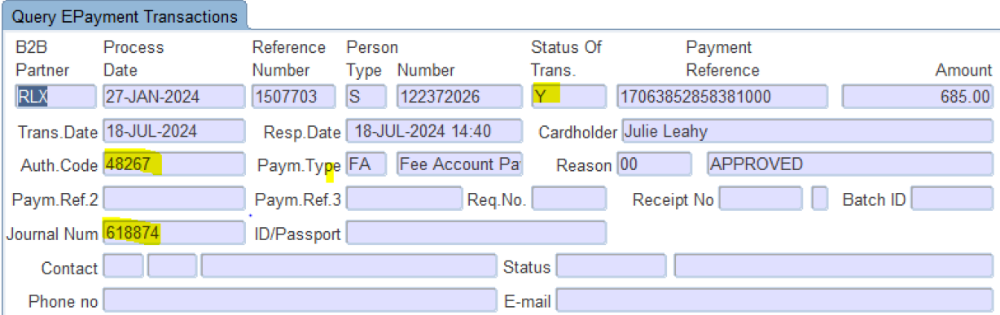 Query EPayment Transactions
B2B Process Reference Person Status Of Payment
Partner Date Number Type Number Trans. Reference Amount
RLX 27-JAN-2024 1507703 S 122372026 Y 17063852858381000 685.00
Trans.Date 18-JUL-2024 Resp.Date 18-JUL-2024 14:40 Cardholder Julie Leahy
Auth.Code 48267 Paym.Type FA Fee Account Pa Reason 00 APPROVED
Paym.Ref.2 Paym.Ref.3 Req.No. Receipt No Batch ID
Journal Num 618874 ID/Passport
Contact Status
Phone no E-mail